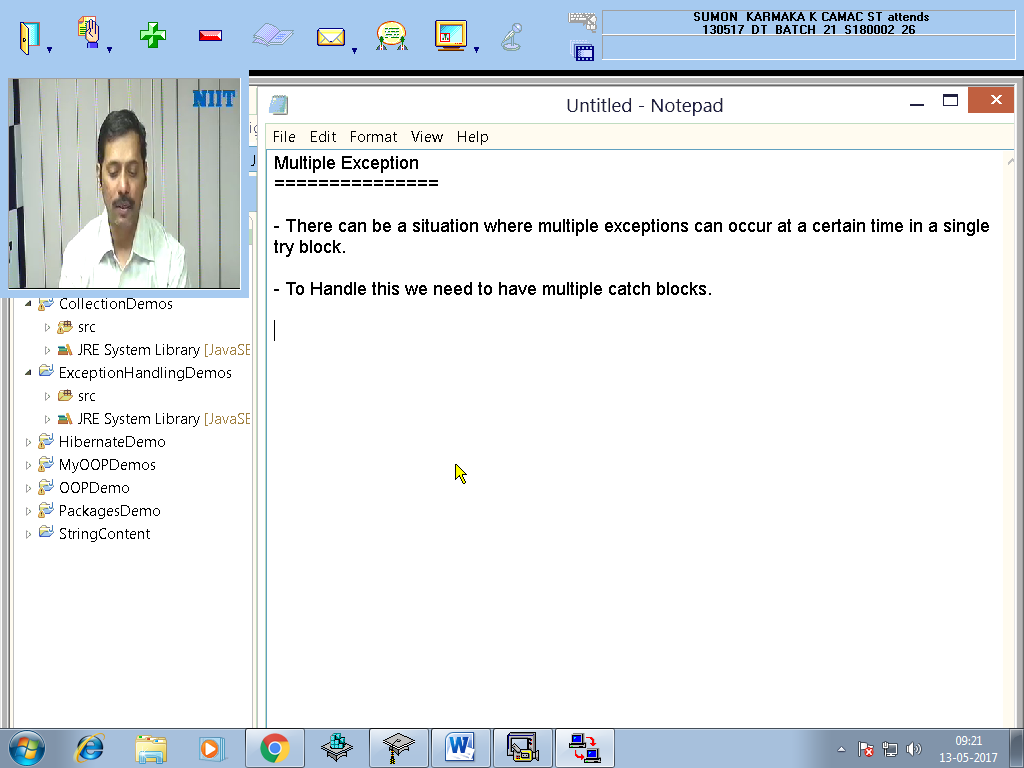 SUMON KARMAKA K CAMAC ST attends
130517 DT BATCH 21 S180002 26
NIIT
Untitled - Notepad
File Edit Format View Help
Multiple Exception
===============
- There can be a situation where multiple exceptions can occur at a certain time in a single
try block.
- To Handle this we need to have multiple catch blocks.
CollectionDemos
src
JRE System Library [JavaSE
ExceptionHandlingDemos
src
JRE System Library [JavaSE
HibernateDemo
MyOOPDemos
OOPDemo
PackagesDemo
StringContent
09:21
13-05-2017